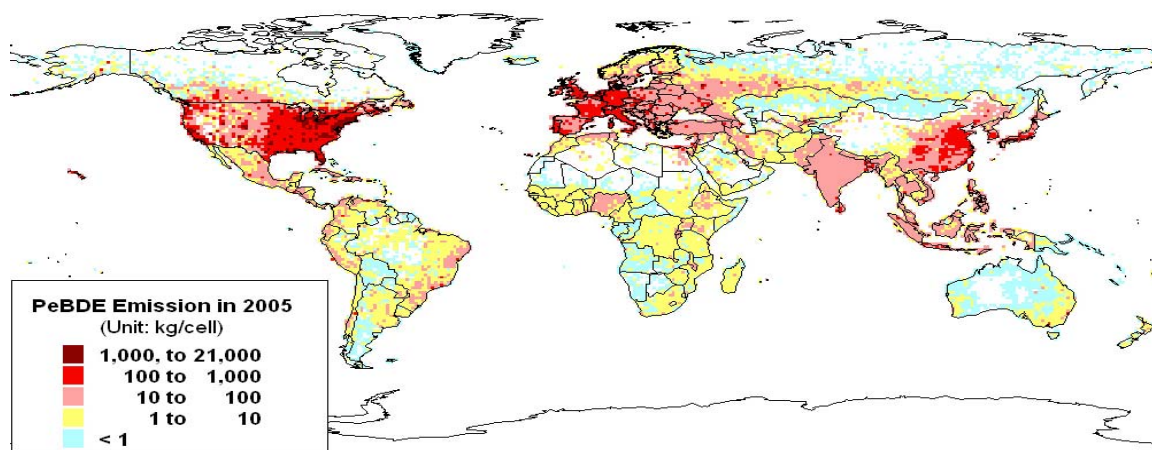 PeBDE Emission in 2005
(Unit: kg/cell)
1,000, to 21,000
100 to 1,000
10 to 100
1 to 10
< 1